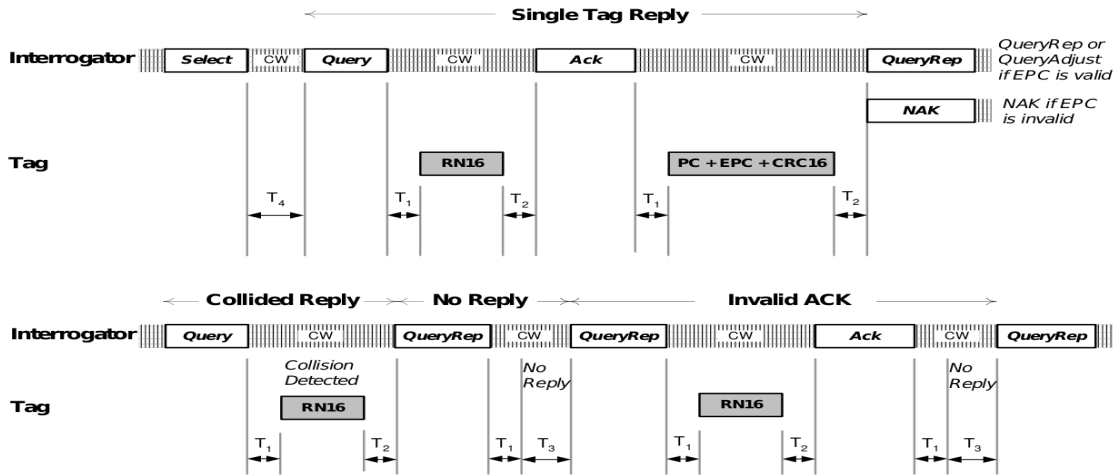 Single Tag Reply
Interrogator
Select
CW
Query
CW
Ack
CW
QueryRep
QueryRep or
QueryAdjust
if EPC is valid
NAK
NAK if EPC
is invalid
Tag
RN16
PC + EPC + CRC16
T4
T1
T2
T1
T2
Collided Reply
No Reply
Invalid ACK
Interrogator
Query
CW
QueryRep
CW
QueryRep
CW
Ack
CW
QueryRep
Collision
Detected
No
Reply
No
Reply
Tag
RN16
RN16
T1
T2
T1
T3
T1
T2
T1
T3